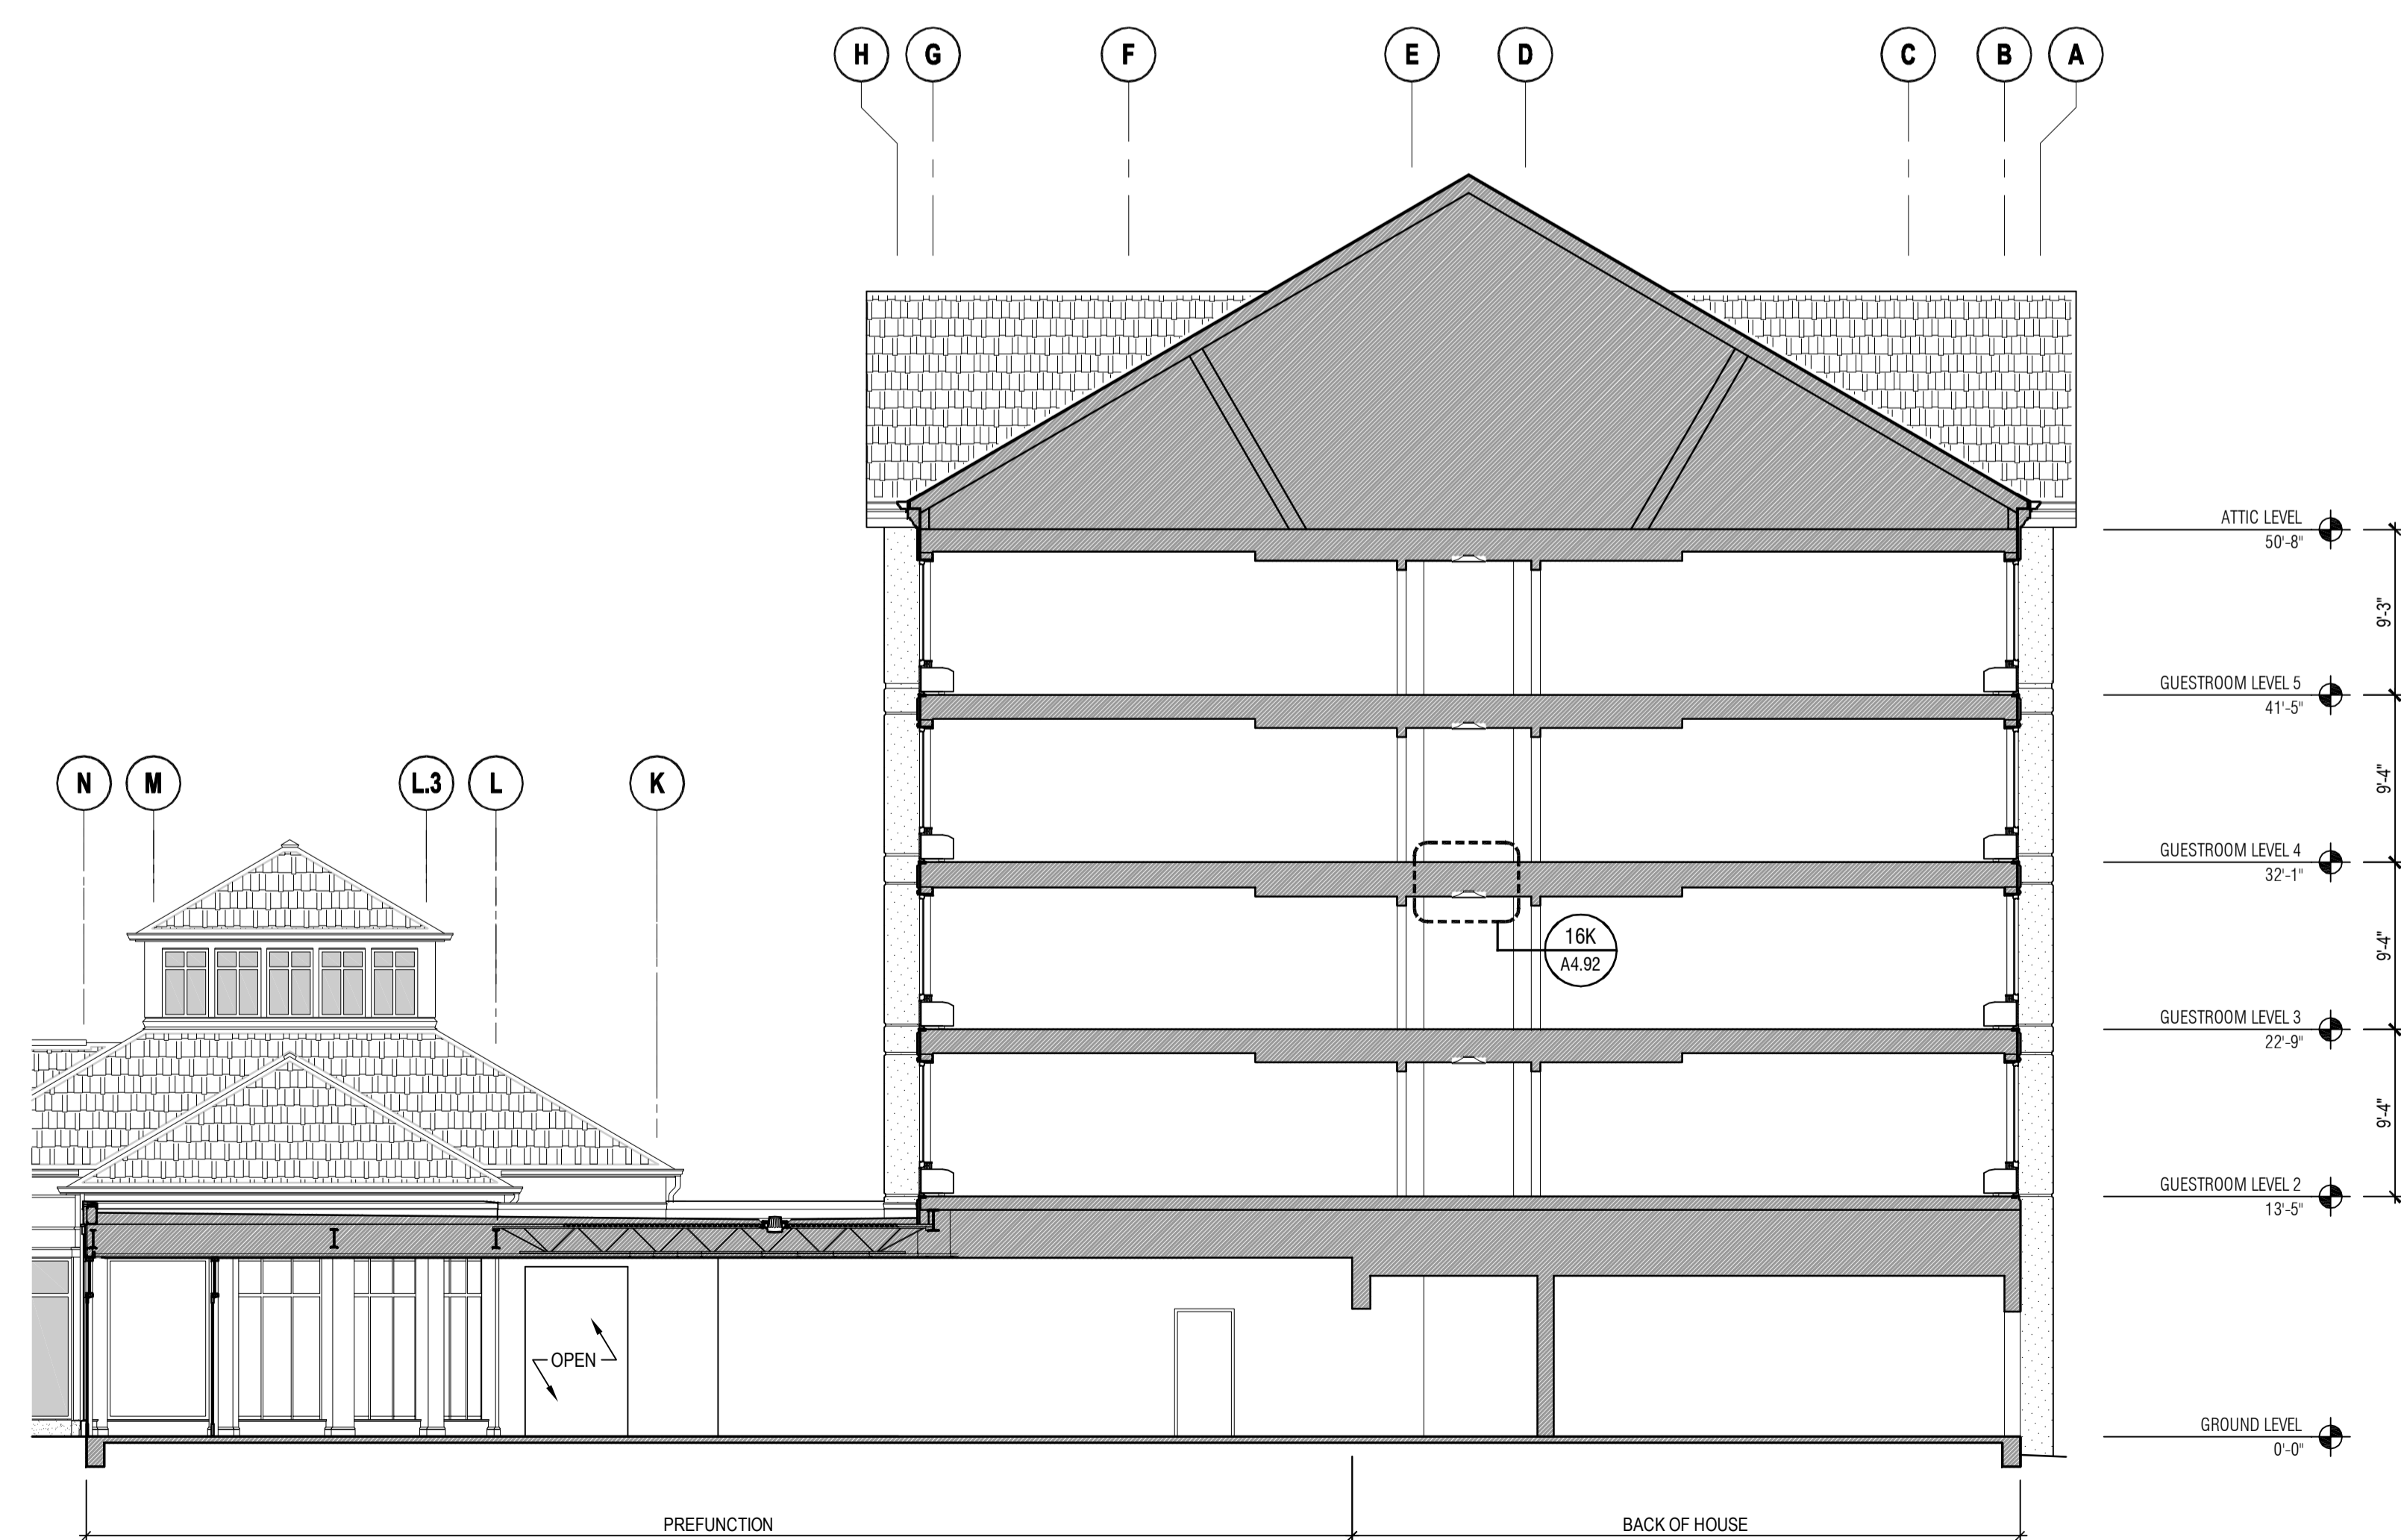 H G F E D C B A
ATTIC LEVEL
50'-8"
9'-3"
GUESTROOM LEVEL 5
41'-5"
9'-4"
N M L.3 L K
GUESTROOM LEVEL 4
32'-1"
16K
A4.92
9'-4"
GUESTROOM LEVEL 3
22'-9"
9'-4"
GUESTROOM LEVEL 2
13'-5"
OPEN
GROUND LEVEL
0'-0"
PREFUNCTION
BACK OF HOUSE